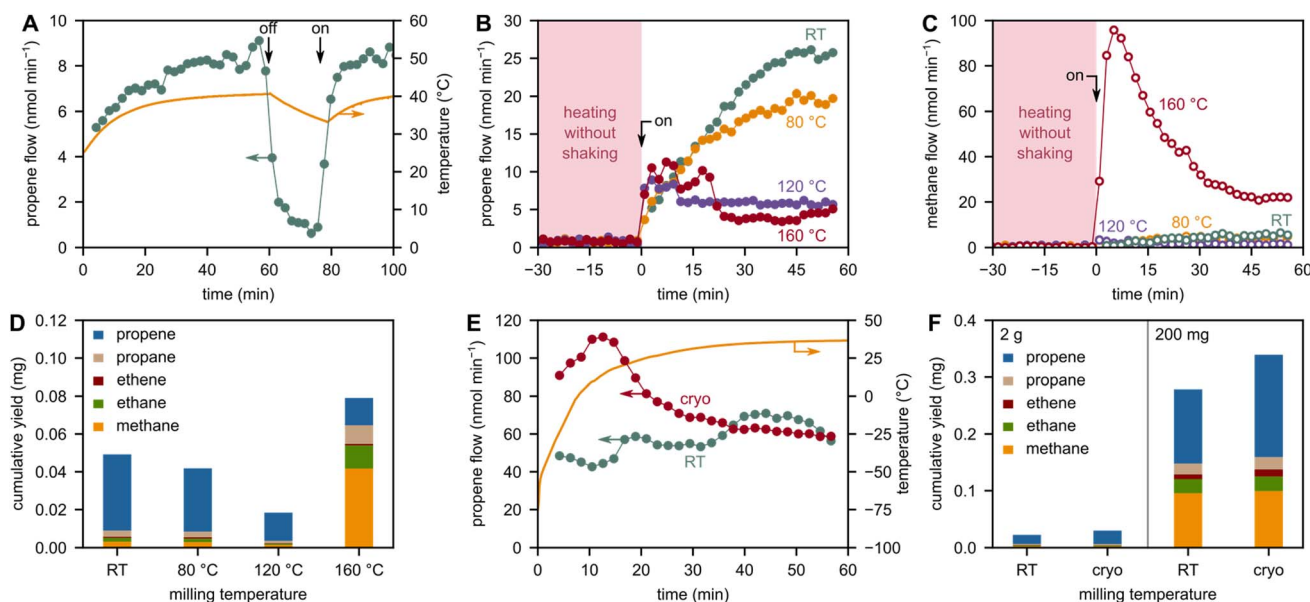 A
off
on
propene flow (nmol min⁻¹)
10
8
6
4
2
0
temperature (°C)
60
50
40
30
20
10
0
0
20
40
60
80
100
time (min)
B
heating
without
shaking
on
RT
80 °C
120 °C
160 °C
propene flow (nmol min⁻¹)
30
25
20
15
10
5
0
−30
−15
0
15
30
45
60
time (min)
C
heating
without
shaking
on
160 °C
120 °C
80 °C
RT
methane flow (nmol min⁻¹)
100
80
60
40
20
0
−30
−15
0
15
30
45
60
time (min)
D
propene
propane
ethene
ethane
methane
cumulative yield (mg)
0.12
0.10
0.08
0.06
0.04
0.02
0.00
RT
80 °C
120 °C
160 °C
milling temperature
E
cryo
RT
propene flow (nmol min⁻¹)
120
100
80
60
40
20
0
temperature (°C)
50
25
0
−25
−50
−75
−100
0
10
20
30
40
50
60
time (min)
F
2 g
200 mg
propene
propane
ethene
ethane
methane
cumulative yield (mg)
0.4
0.3
0.2
0.1
0.0
RT
cryo
RT
cryo
milling temperature